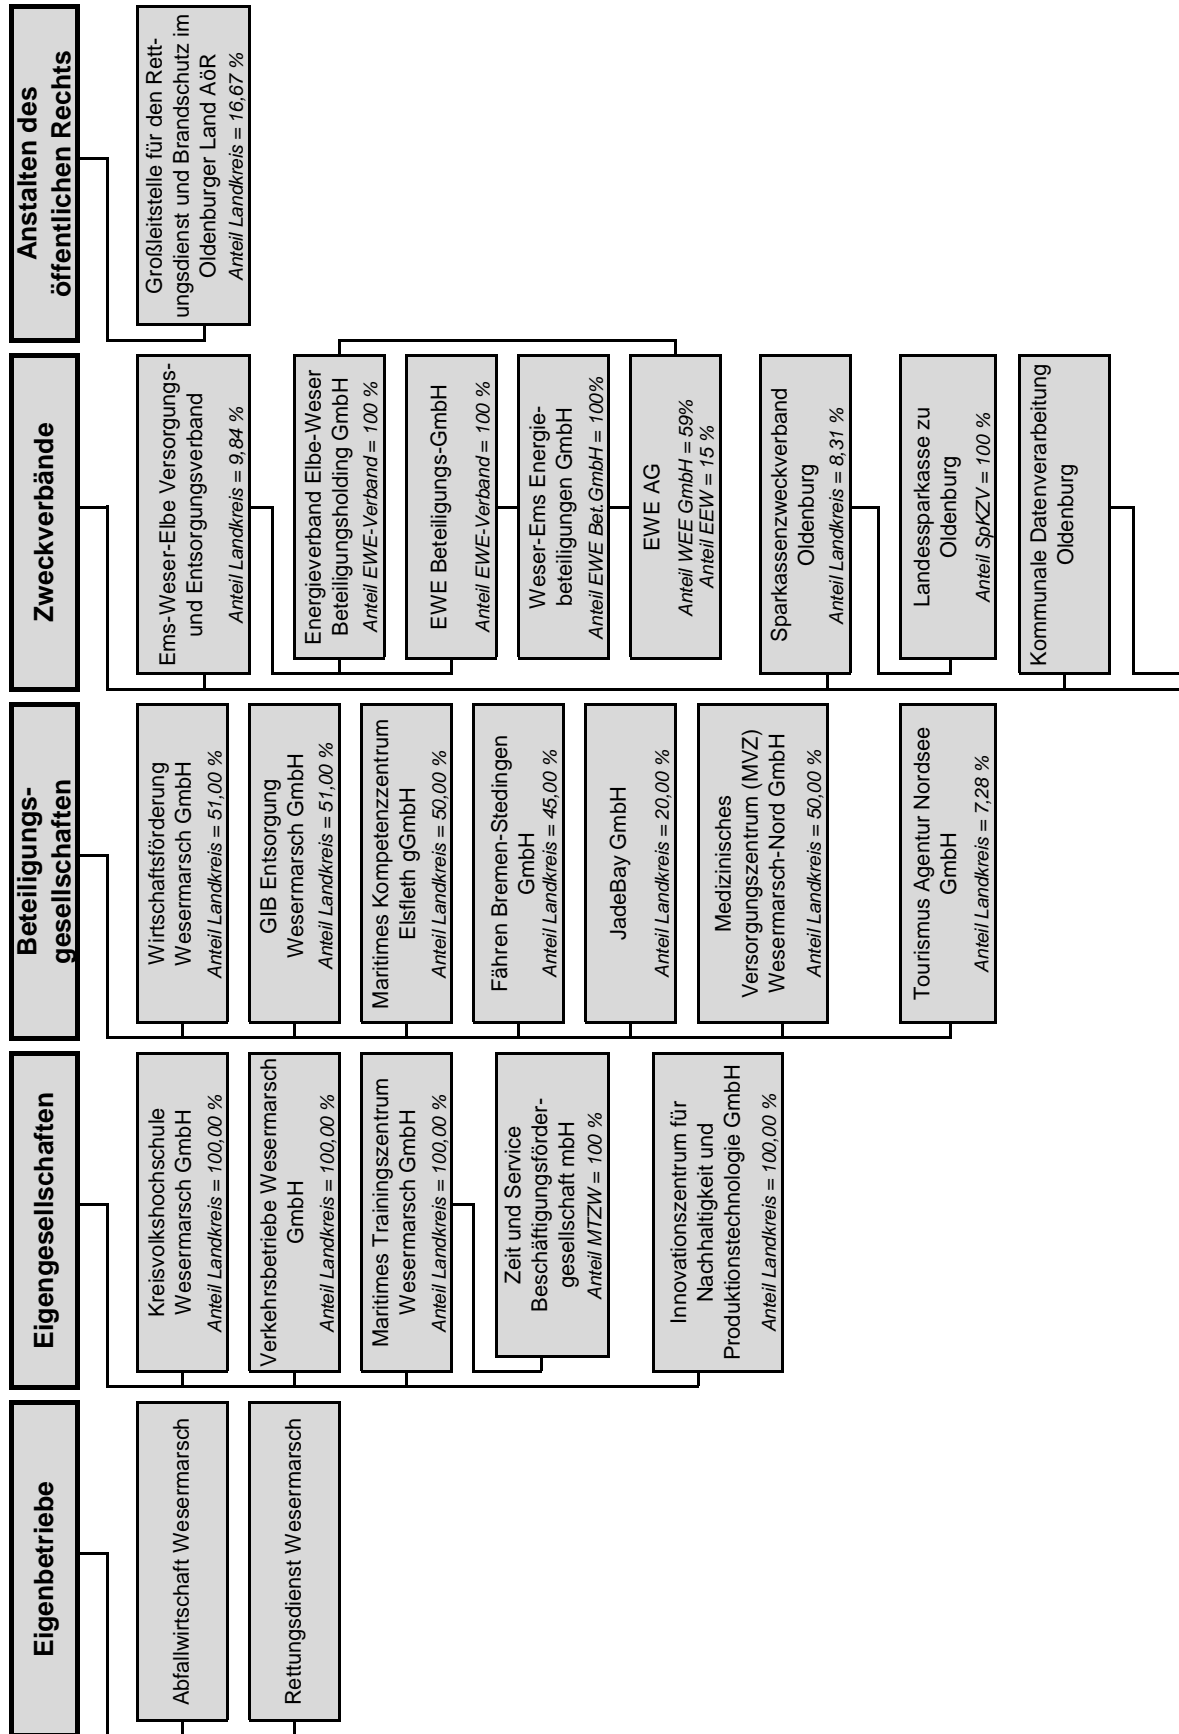 Eigenbetriebe
Abfallwirtschaft Wesermarsch
Rettungsdienst Wesermarsch
Eigengesellschaften
Kreisvolkshochschule
Wesermarsch GmbH
Anteil Landkreis = 100,00 %
Verkehrsbetriebe Wesermarsch
GmbH
Anteil Landkreis = 100,00 %
Maritimes Trainingszentrum
Wesermarsch GmbH
Anteil Landkreis = 100,00 %
Zeit und Service
Beschäftigungsförder-
gesellschaft mbH
Anteil MTZW = 100 %
Innovationszentrum für
Nachhaltigkeit und
Produktionstechnologie GmbH
Anteil Landkreis = 100,00 %
Beteiligungs-
gesellschaften
Wirtschaftsförderung
Wesermarsch GmbH
Anteil Landkreis = 51,00 %
GIB Entsorgung
Wesermarsch GmbH
Anteil Landkreis = 51,00 %
Maritimes Kompetenzzentrum
Elsfleth gGmbH
Anteil Landkreis = 50,00 %
Fähren Bremen-Stedingen
GmbH
Anteil Landkreis = 45,00 %
JadeBay GmbH
Anteil Landkreis = 20,00 %
Medizinisches
Versorgungszentrum (MVZ)
Wesermarsch-Nord GmbH
Anteil Landkreis = 50,00 %
Tourismus Agentur Nordsee
GmbH
Anteil Landkreis = 7,28 %
Zweckverbände
Ems-Weser-Elbe Versorgungs-
und Entsorgungsverband
Anteil Landkreis = 9,84 %
Energieverband Elbe-Weser
Beteiligungsholding GmbH
Anteil EWE-Verband = 100 %
EWE Beteiligungs-GmbH
Anteil EWE-Verband = 100 %
Weser-Ems Energie-
beteiligungen GmbH
Anteil EWE Bet.GmbH = 100%
EWE AG
Anteil WEE GmbH = 59%
Anteil EEW = 15 %
Sparkassenzweckverband
Oldenburg
Anteil Landkreis = 8,31 %
Landessparkasse zu
Oldenburg
Anteil SpKZV = 100 %
Kommunale Datenverarbeitung
Oldenburg
Anstalten des
öffentlichen Rechts
Großleitstelle für den Rett-
ungsdienst und Brandschutz im
Oldenburger Land AöR
Anteil Landkreis = 16,67 %